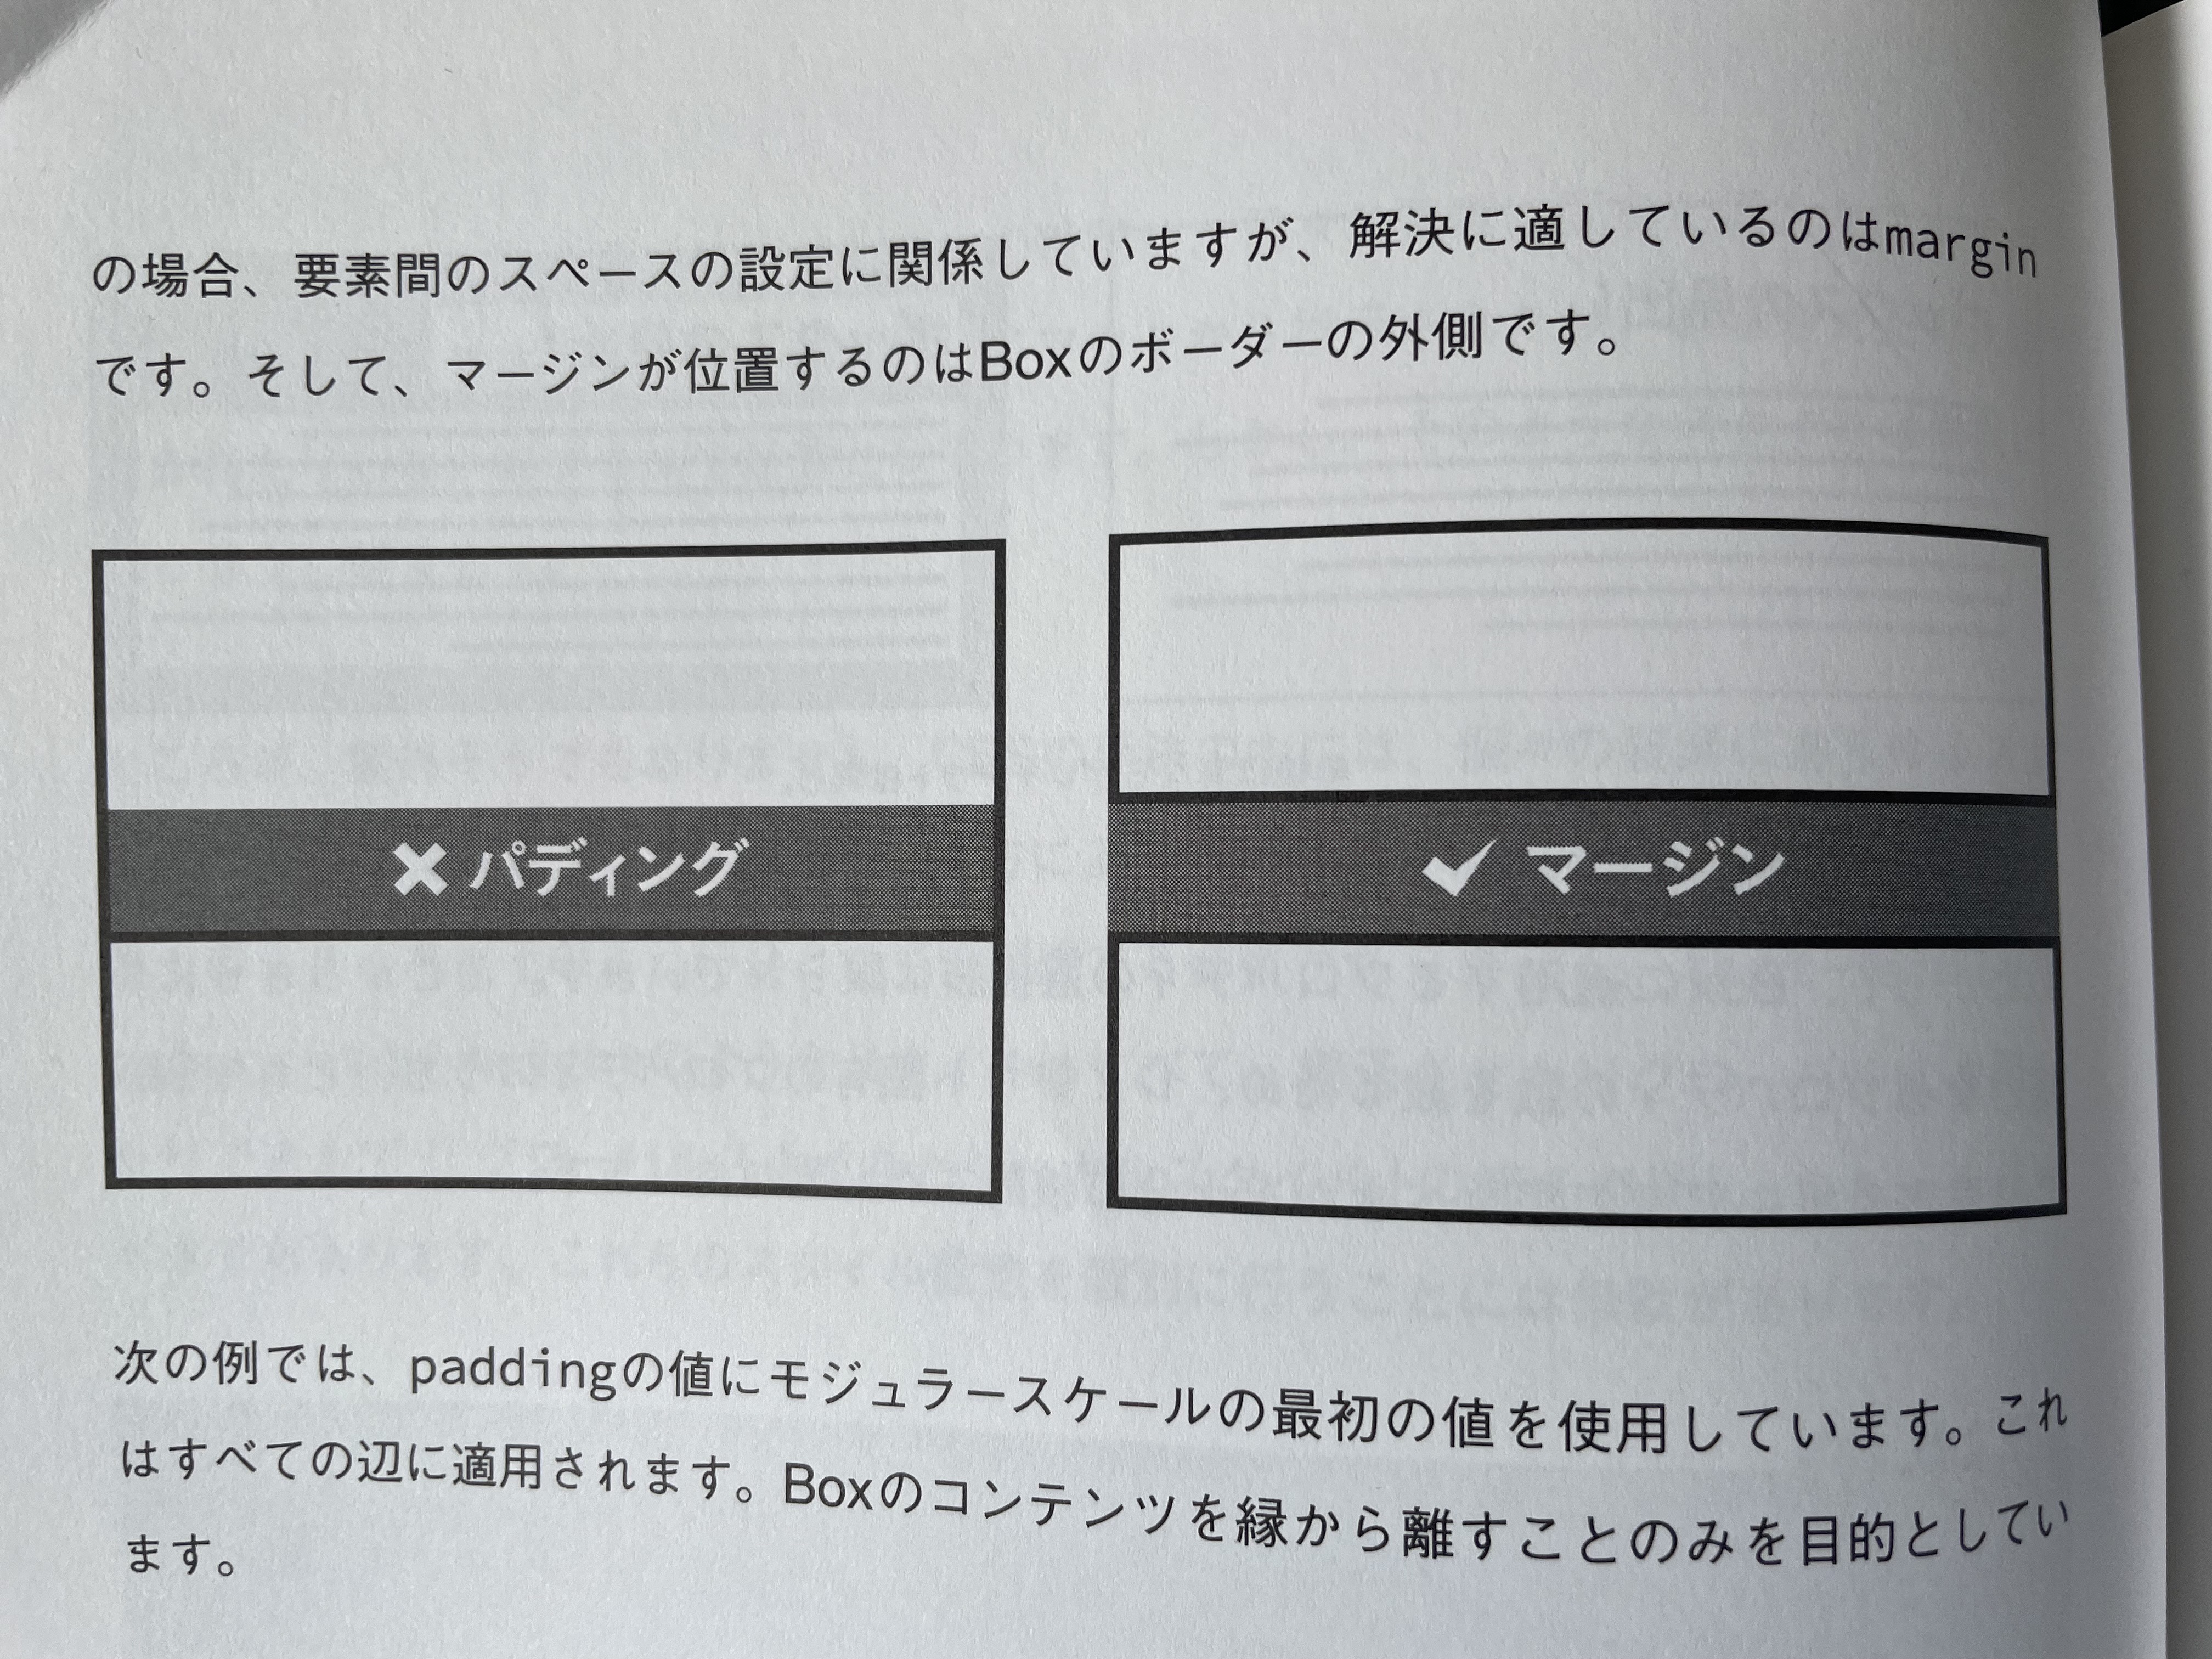 の場合、要素間のスペースの設定に関係していますが、解決に適しているのはmargin
です。そして、マージンが位置するのはBoxのボーダーの外側です。
✖ パディング
✔ マージン
次の例では、paddingの値にモジュラースケールの最初の値を使用しています。これ
はすべての辺に適用されます。Boxのコンテンツを縁から離すことのみを目的としてい
ます。